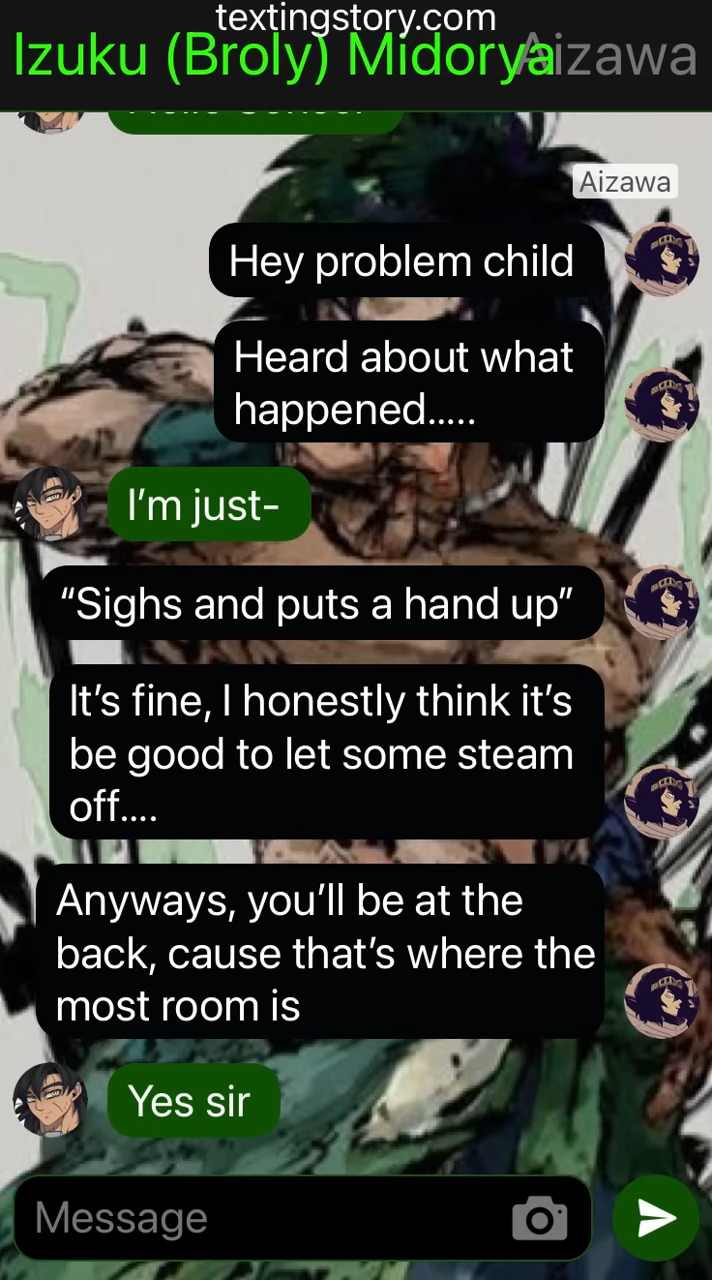 textingstory.com
Izuku (Broly) Midorya
Aizawa
Aizawa
Hey problem child
Heard about what
happened.....
I’m just-
“Sighs and puts a hand up”
It’s fine, I honestly think it’s
be good to let some steam
off....
Anyways, you’ll be at the
back, cause that’s where the
most room is
Yes sir
Message